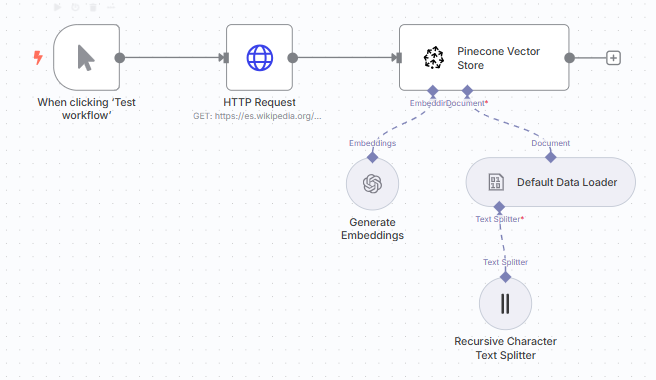 When clicking ‘Test
workflow’
HTTP Request
GET: https://es.wikipedia.org/...
Pinecone Vector
Store
Document*
Embeddings
Document
Generate
Embeddings
Default Data Loader
Text Splitter*
Text Splitter
Recursive Character
Text Splitter